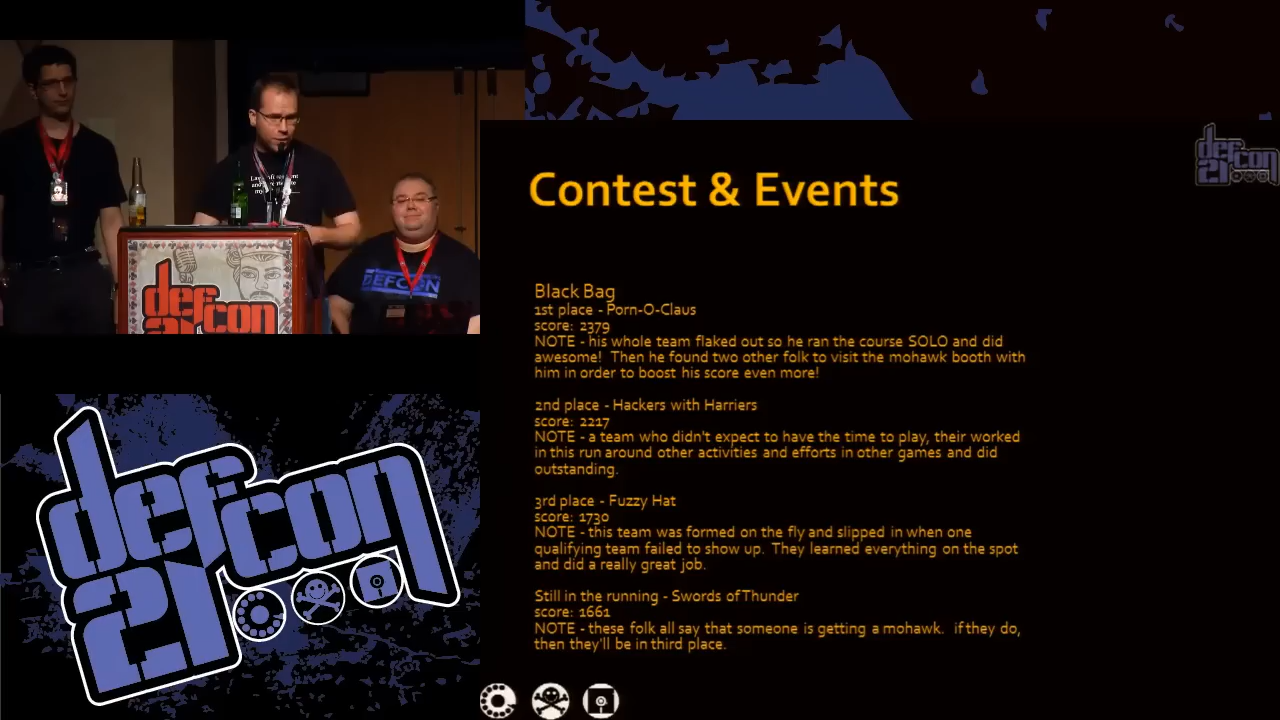 defcon
21
Contest & Events
Black Bag
1st place - Porn-O-Claus
score: 2379
NOTE - his whole team flaked out so he ran the course SOLO and did
awesome! Then he found two other folk to visit the mohawk booth with
him in order to boost his score even more!
2nd place - Hackers with Harriers
score: 2217
NOTE - a team who didn't expect to have the time to play, their worked
in this run around other activities and efforts in other games and did
outstanding.
3rd place - Fuzzy Hat
score: 1730
NOTE - this team was formed on the fly and slipped in when one
qualifying team failed to show up. They learned everything on the spot
and did a really great job.
Still in the running - Swords of Thunder
score: 1661
NOTE - these folk all say that someone is getting a mohawk. if they do,
then they'll be in third place.
DEFCON
defcon
21
defcon
21